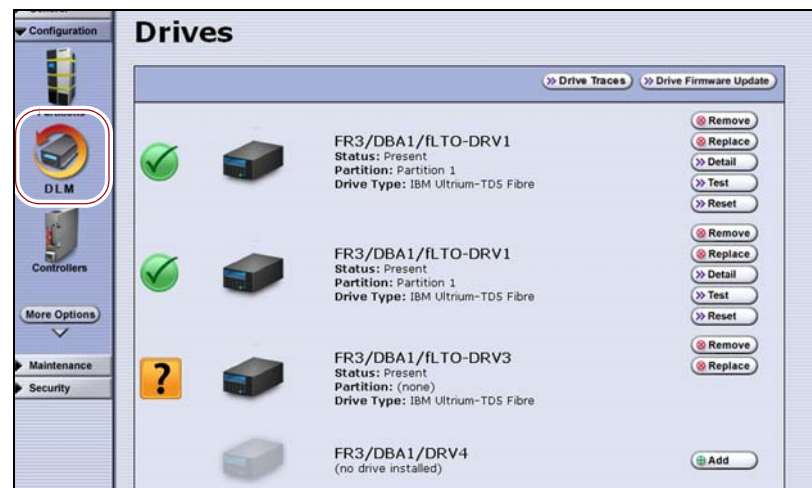 Configuration
Drives
Drive Traces
Drive Firmware Update
DLM
Controllers
More Options
Maintenance
Security
FR3/DBA1/fLTO-DRV1
Status: Present
Partition: Partition 1
Drive Type: IBM Ultrium-TD5 Fibre
Remove
Replace
Detail
Test
Reset
FR3/DBA1/fLTO-DRV1
Status: Present
Partition: Partition 1
Drive Type: IBM Ultrium-TD5 Fibre
Remove
Replace
Detail
Test
Reset
?
FR3/DBA1/fLTO-DRV3
Status: Present
Partition: (none)
Drive Type: IBM Ultrium-TD5 Fibre
Remove
Replace
FR3/DBA1/DRV4
(no drive installed)
Add